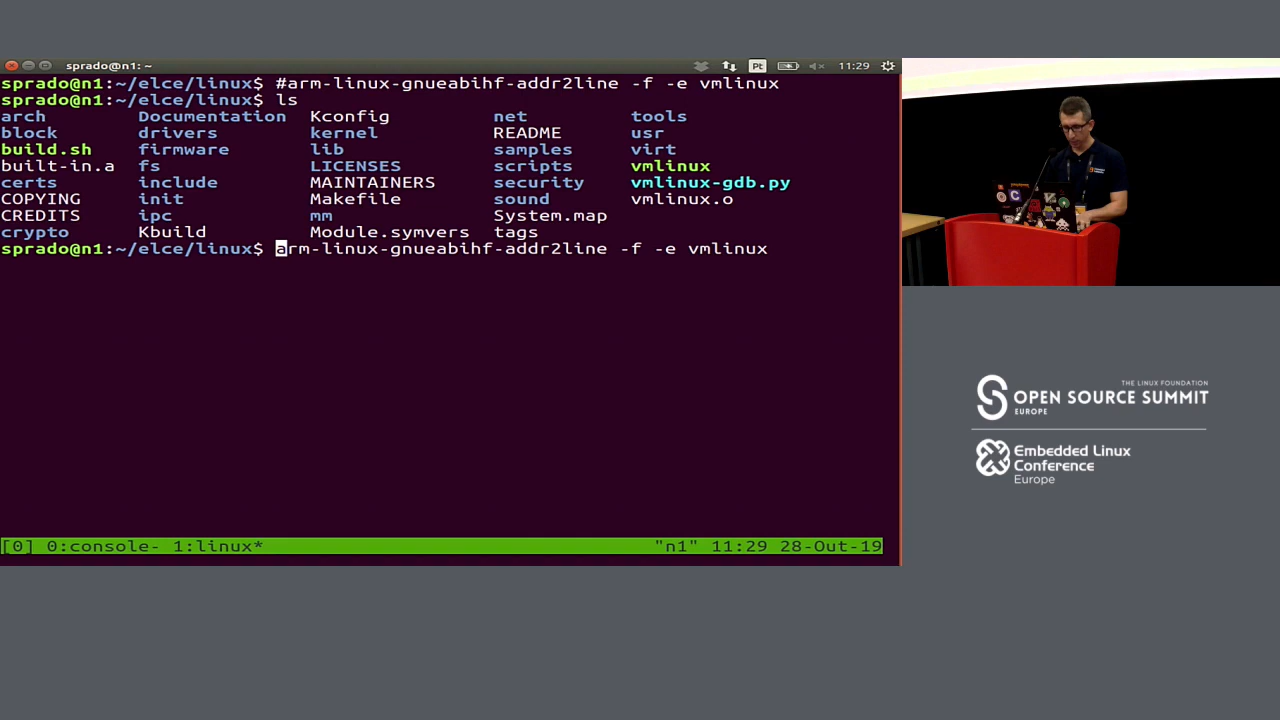 sprado@n1: ~
Pt
11:29
sprado@n1:~/elce/linux$ #arm-linux-gnueabihf-addr2line -f -e vmlinux
sprado@n1:~/elce/linux$ ls
arch Documentation Kconfig net tools
block drivers kernel README usr
build.sh firmware lib samples virt
built-in.a fs LICENSES scripts vmlinux
certs include MAINTAINERS security vmlinux-gdb.py
COPYING init Makefile sound vmlinux.o
CREDITS ipc mm System.map
crypto Kbuild Module.symvers tags
sprado@n1:~/elce/linux$ arm-linux-gnueabihf-addr2line -f -e vmlinux
[0] 0:console- 1:linux* "n1" 11:29 28-Oct-19
THE LINUX FOUNDATION
OPEN SOURCE SUMMIT
EUROPE
Embedded Linux
Conference
Europe